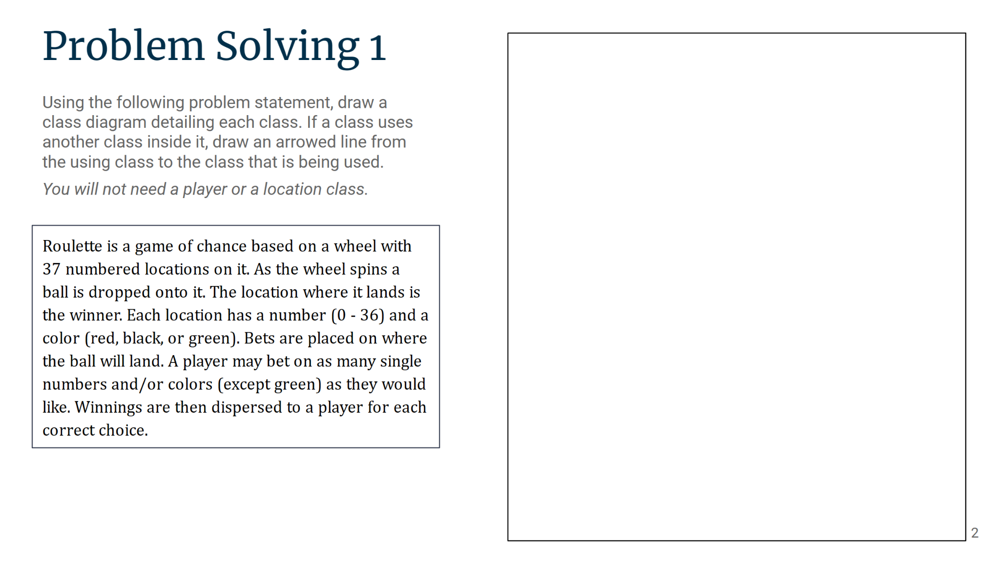 Problem Solving 1
Using the following problem statement, draw a
class diagram detailing each class. If a class uses
another class inside it, draw an arrowed line from
the using class to the class that is being used.
You will not need a player or a location class.
Roulette is a game of chance based on a wheel with
37 numbered locations on it. As the wheel spins a
ball is dropped onto it. The location where it lands is
the winner. Each location has a number (0 - 36) and a
color (red, black, or green). Bets are placed on where
the ball will land. A player may bet on as many single
numbers and/or colors (except green) as they would
like. Winnings are then dispersed to a player for each
correct choice.
2